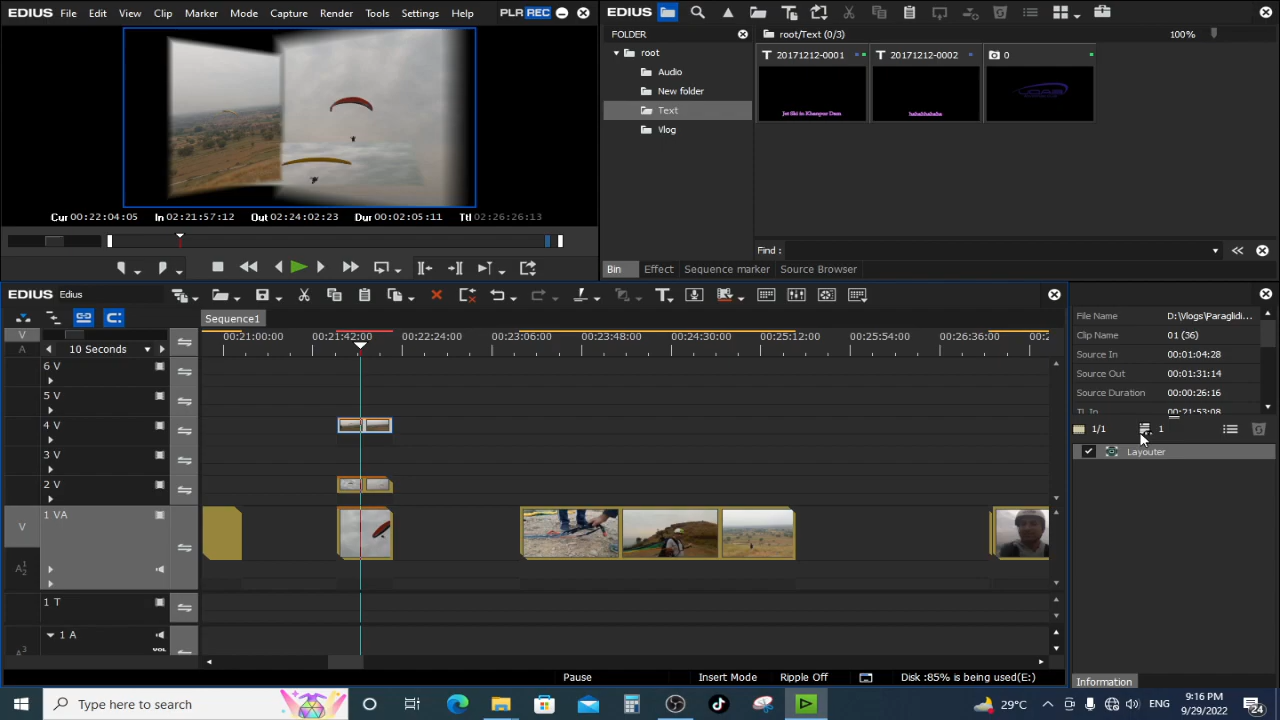 EDIUS File Edit View Clip Marker Mode Capture Render Tools Settings Help PLR REC
Cur 00:22:04:05 In 02:21:57:12 Out 02:24:02:23 Dur 00:02:05:11 Ttl 02:26:26:13
EDIUS
FOLDER
root
Audio
New folder
Text
Vlog
root/Text (0/3) 100%
T 20171212-0001
Jet Ski in Khanpur Dam
T 20171212-0002
hahahhahaha
0
Find :
Bin Effect Sequence marker Source Browser
EDIUS Edius
Sequence1
V
A
10 Seconds
00:21:00:00 00:21:42:00 00:22:24:00 00:23:06:00 00:23:48:00 00:24:30:00 00:25:12:00 00:26:36:00
6 V
5 V
4 V
3 V
2 V
1 VA
V
A1
A2
1 T
1 A
A3
VOL
Pause Insert Mode Ripple Off Disk :85% is being used(E:)
File Name D:\Vlogs\Paraglidi...
Clip Name 01 (36)
Source In 00:01:04:28
Source Out 00:01:31:14
Source Duration 00:00:26:16
TL In 00:21:53:08
1/1 1
Layouter
Information
Type here to search
29°C ENG
9:16 PM
9/29/2022
24